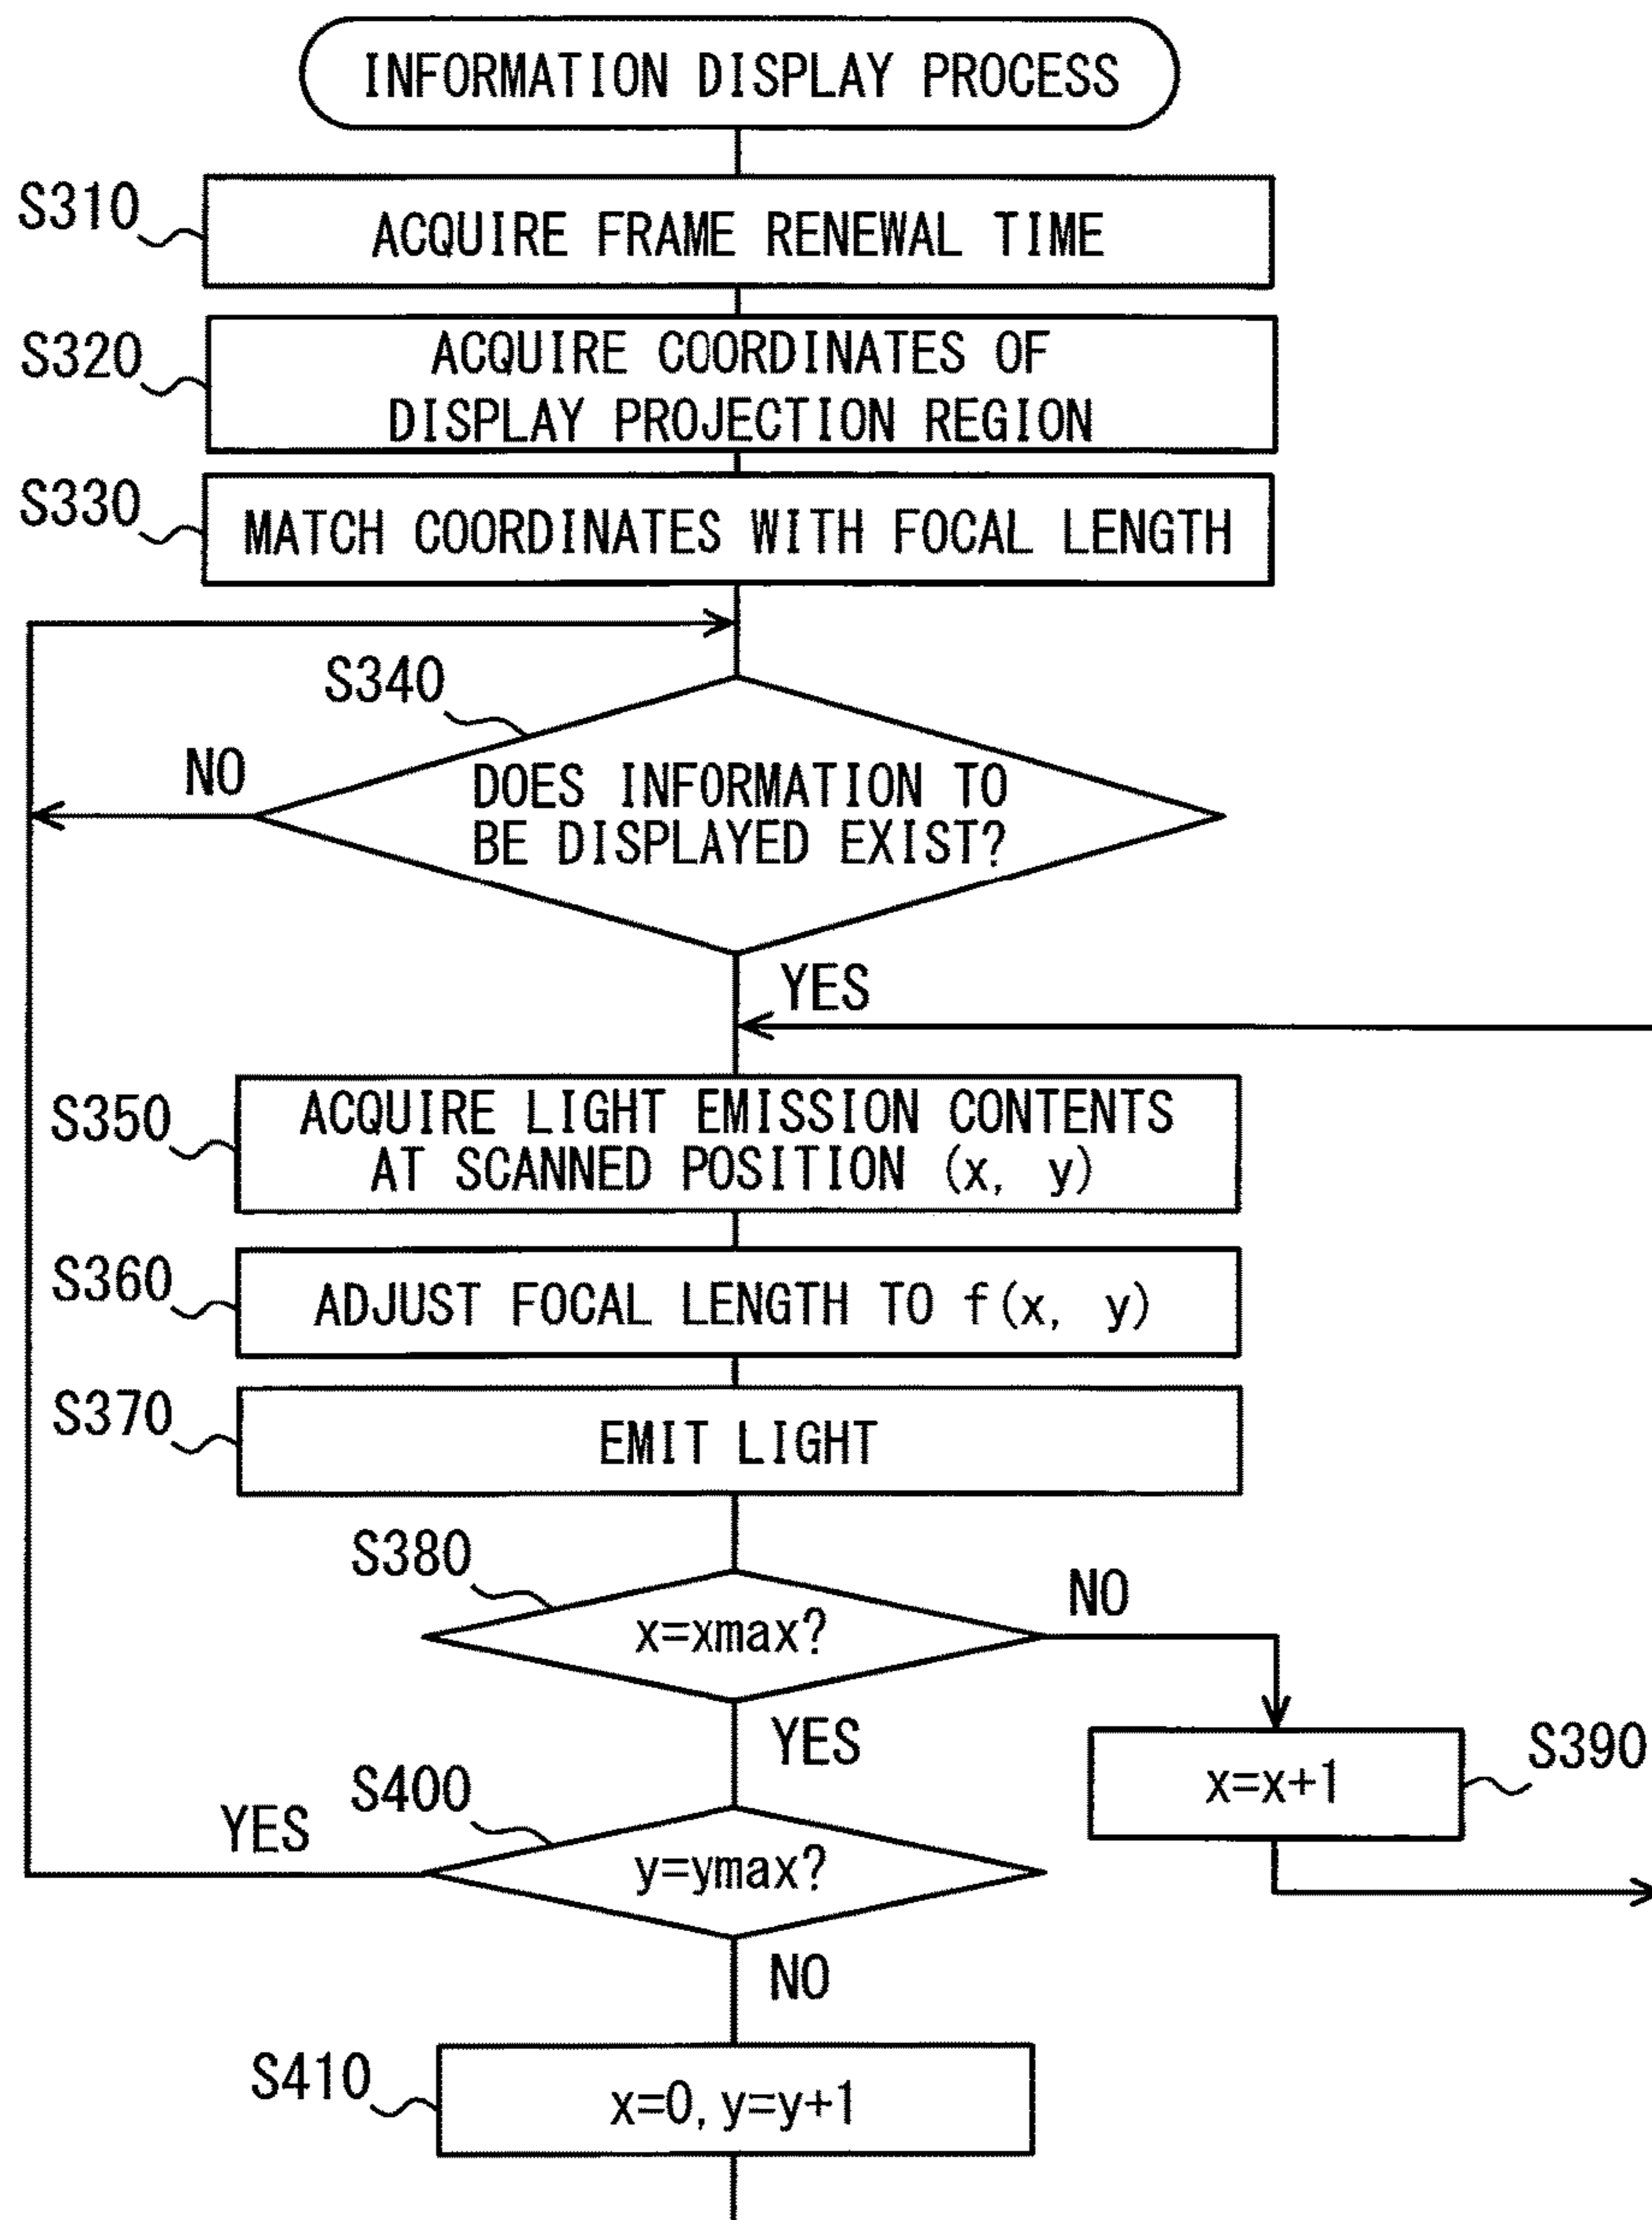 INFORMATION DISPLAY PROCESS
S310
ACQUIRE FRAME RENEWAL TIME
S320
ACQUIRE COORDINATES OF
DISPLAY PROJECTION REGION
S330
MATCH COORDINATES WITH FOCAL LENGTH
S340
NO
DOES INFORMATION TO
BE DISPLAYED EXIST?
YES
S350
ACQUIRE LIGHT EMISSION CONTENTS
AT SCANNED POSITION (x, y)
S360
ADJUST FOCAL LENGTH TO f(x, y)
S370
EMIT LIGHT
S380
x=xmax?
NO
YES
S390
x=x+1
S400
YES
y=ymax?
NO
S410
x=0, y=y+1